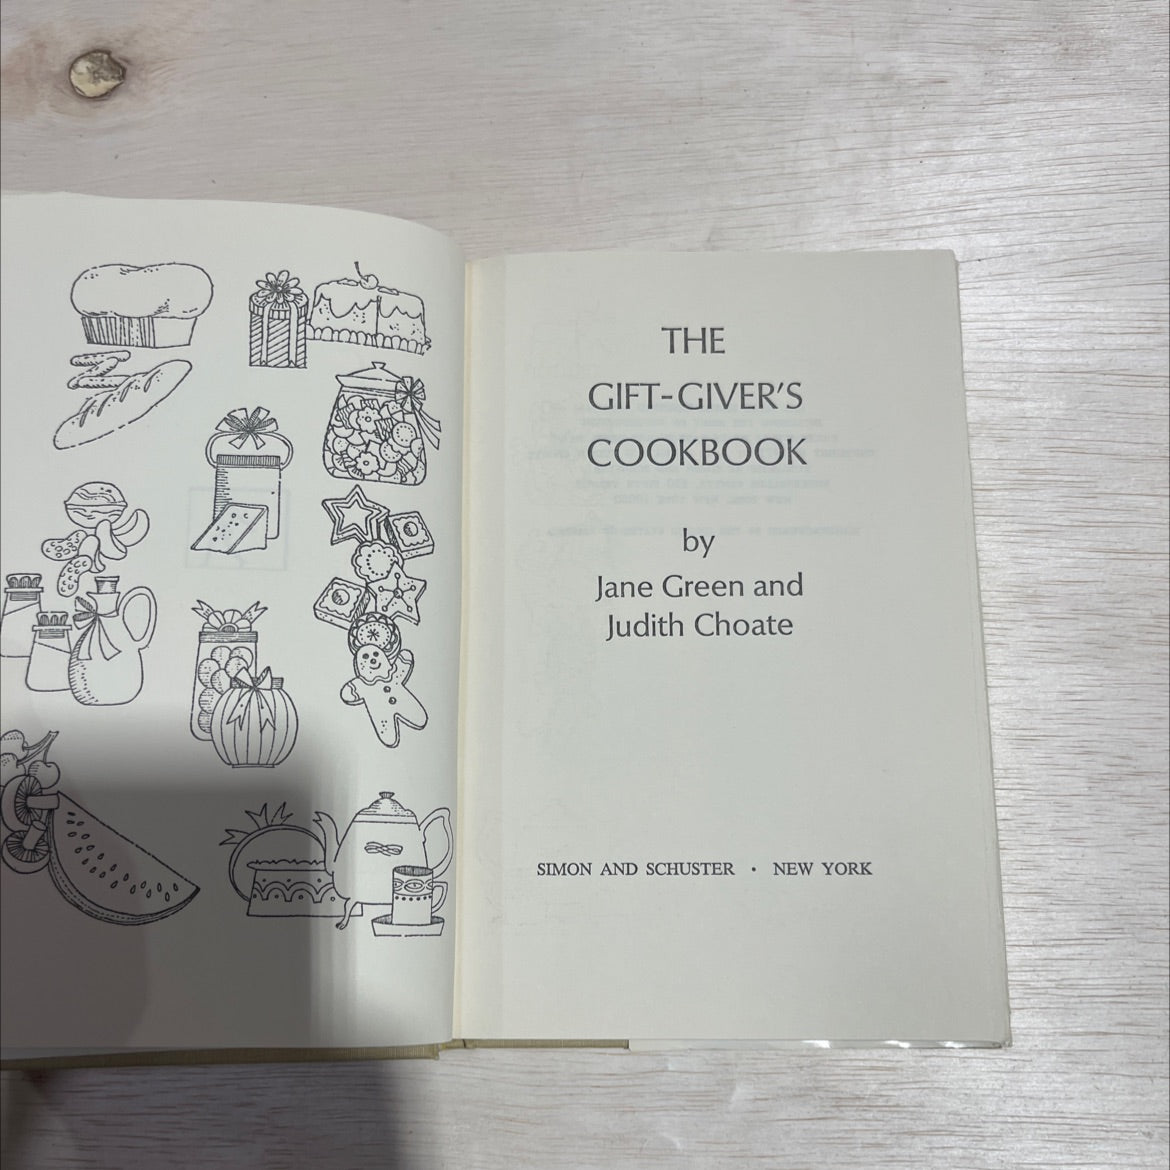 THE
GIFT-GIVER'S
COOKBOOK
by
Jane Green and
Judith Choate
SIMON AND SCHUSTER • NEW YORK